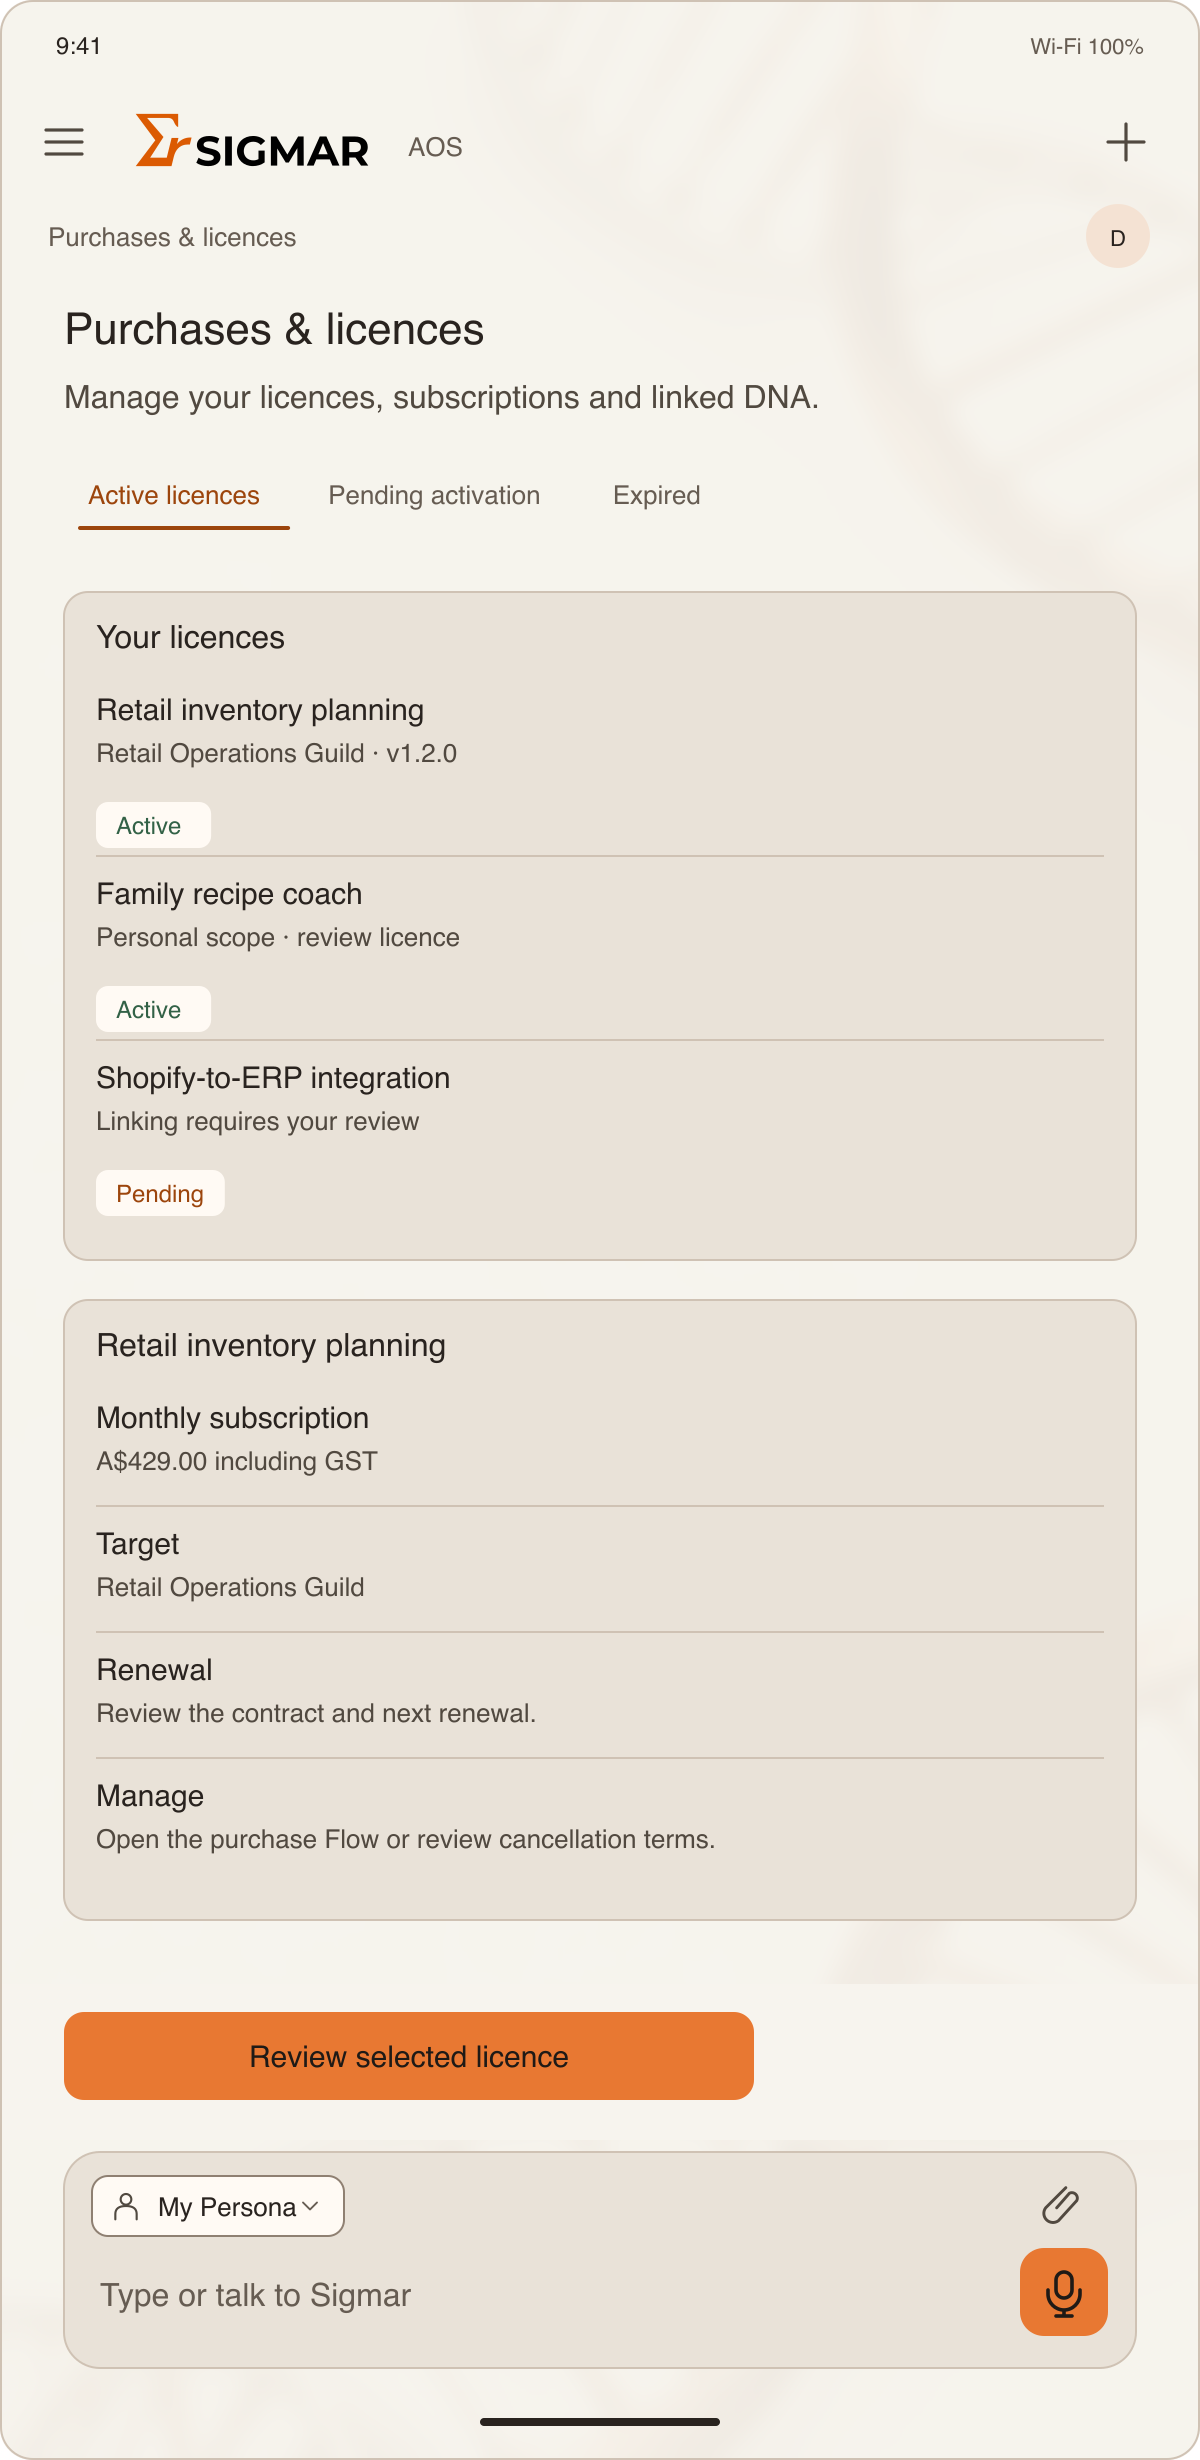 9:41
Wi-Fi 100%
Σr SIGMAR AOS
Purchases & licences
D
Purchases & licences
Manage your licences, subscriptions and linked DNA.
Active licences
Pending activation
Expired
Your licences
Retail inventory planning
Retail Operations Guild · v1.2.0
Active
Family recipe coach
Personal scope · review licence
Active
Shopify-to-ERP integration
Linking requires your review
Pending
Retail inventory planning
Monthly subscription
A$429.00 including GST
Target
Retail Operations Guild
Renewal
Review the contract and next renewal.
Manage
Open the purchase Flow or review cancellation terms.
Review selected licence
My Persona
Type or talk to Sigmar